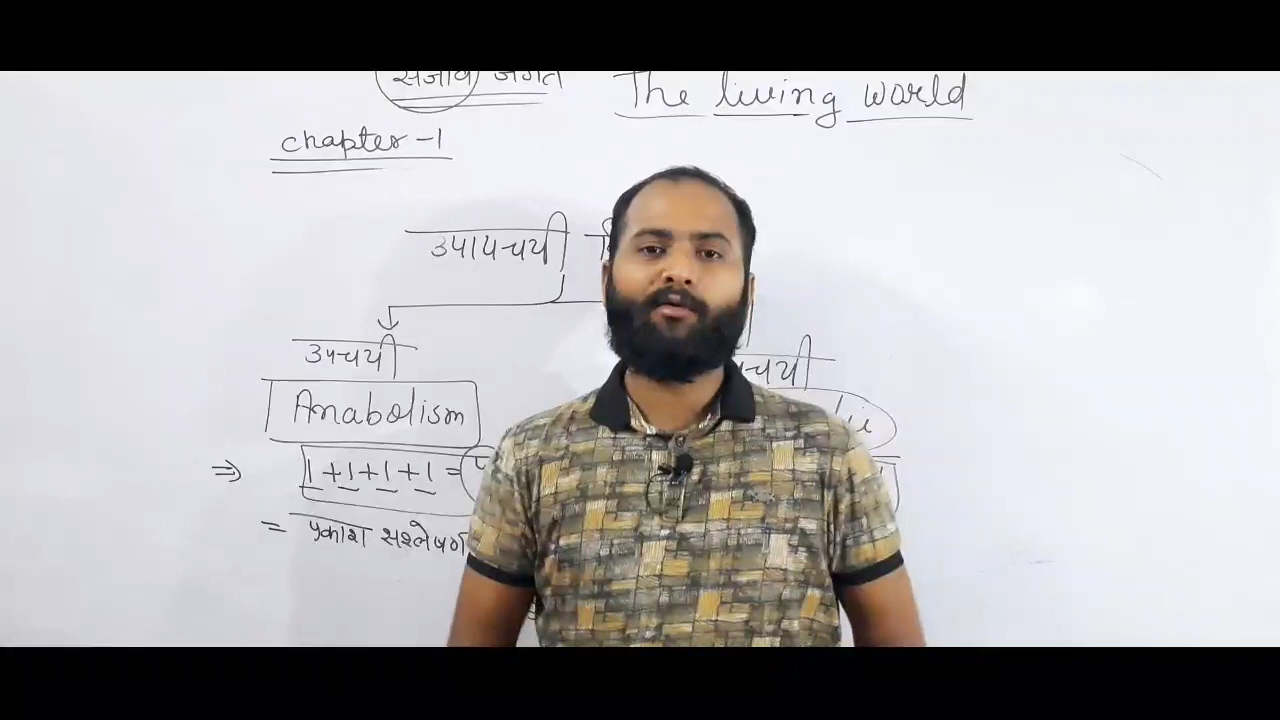 सजीव जगत The living world
chapter-1
उपापचयी
उपचयी
Anabolism
⇒ 1+1+1+1=
= प्रकाश संश्लेषण